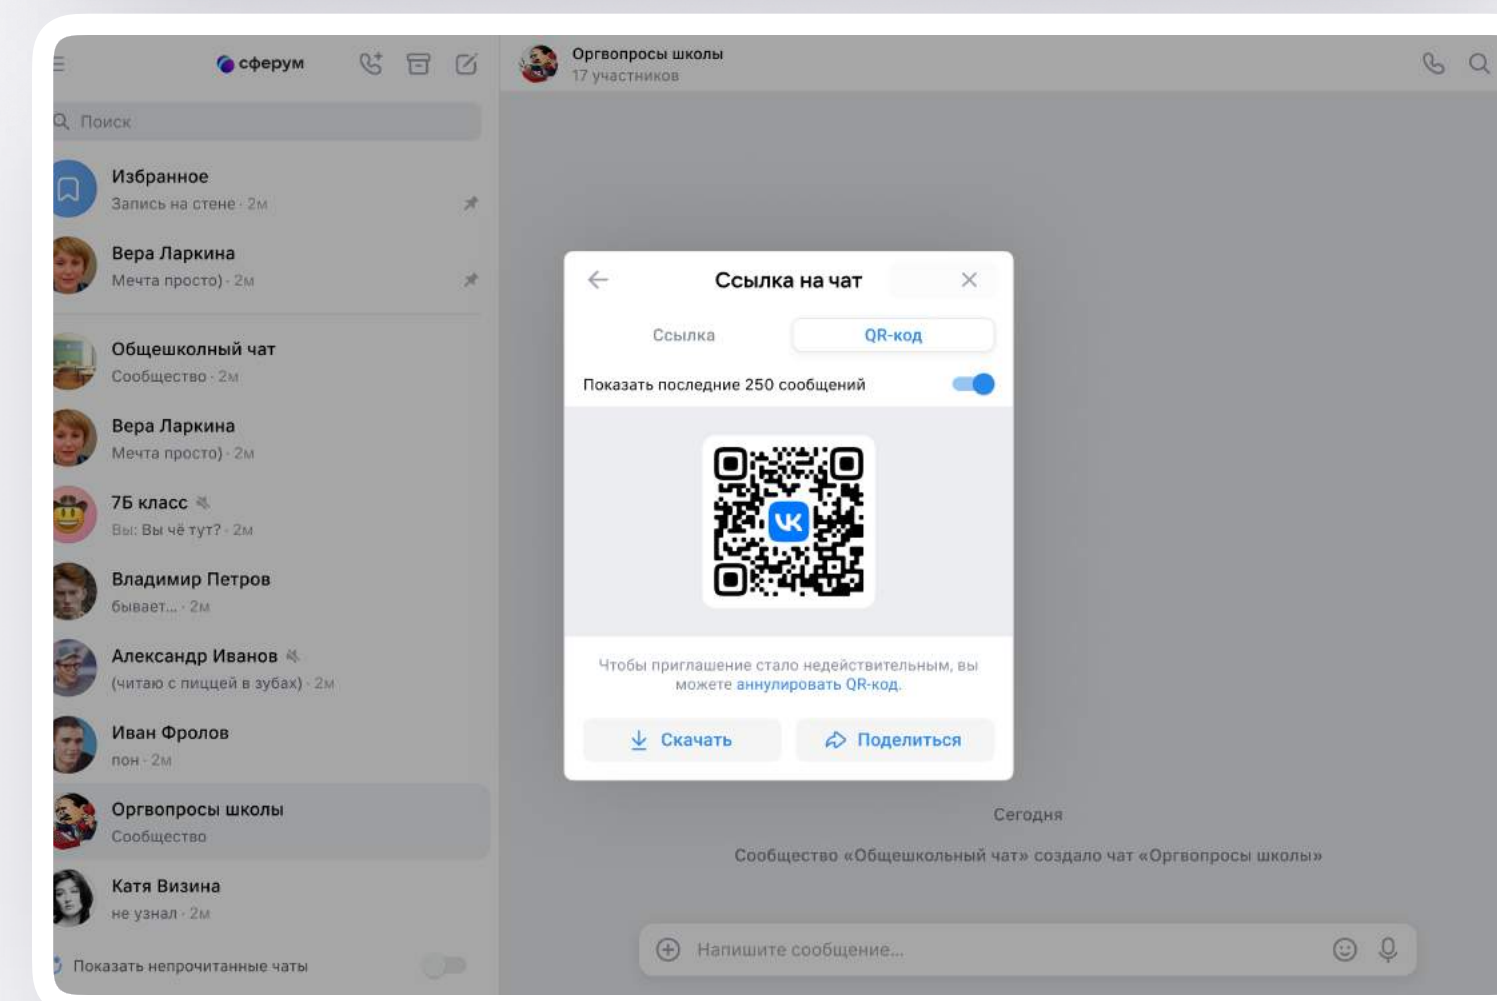 сферум
Поиск
Избранное
Запись на стене · 2м
Вера Ларкина
Мечта просто) · 2м
Общешколный чат
Сообщество · 2м
Вера Ларкина
Мечта просто) · 2м
7Б класс
Вы: Вы чё тут? · 2м
Владимир Петров
бывает... · 2м
Александр Иванов
(читаю с пиццей в зубах) · 2м
Иван Фролов
пон · 2м
Оргвопросы школы
Сообщество
Катя Визина
не узнал · 2м
Показать непрочитанные чаты
Оргвопросы школы
17 участников
Ссылка на чат
Ссылка QR-код
Показать последние 250 сообщений
VK
Чтобы приглашение стало недействительным, вы
можете аннулировать QR-код.
Скачать Поделиться
Сегодня
Сообщество «Общешкольный чат» создало чат «Оргвопросы школы»
Напишите сообщение...